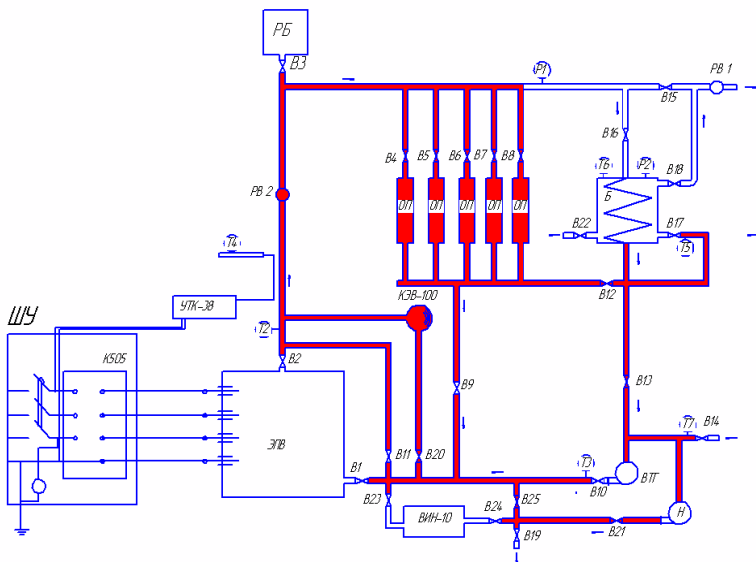 РБ
В3
Р1
РВ 1
В15
В16
В4
В5
В6
В7
В8
Т6
Р2
В18
Б
РВ 2
ОП
ОП
ОП
ОП
ОП
В22
В17
Т4
Т5
УТК-38
КЭВ-100
В12
ШУ
Т2
К505
В2
В9
В13
Т7
В14
ЭПВ
В11
В20
В1
Т3
В10
ВТГ
В23
ВИН-10
В24
В25
В19
В21
Н